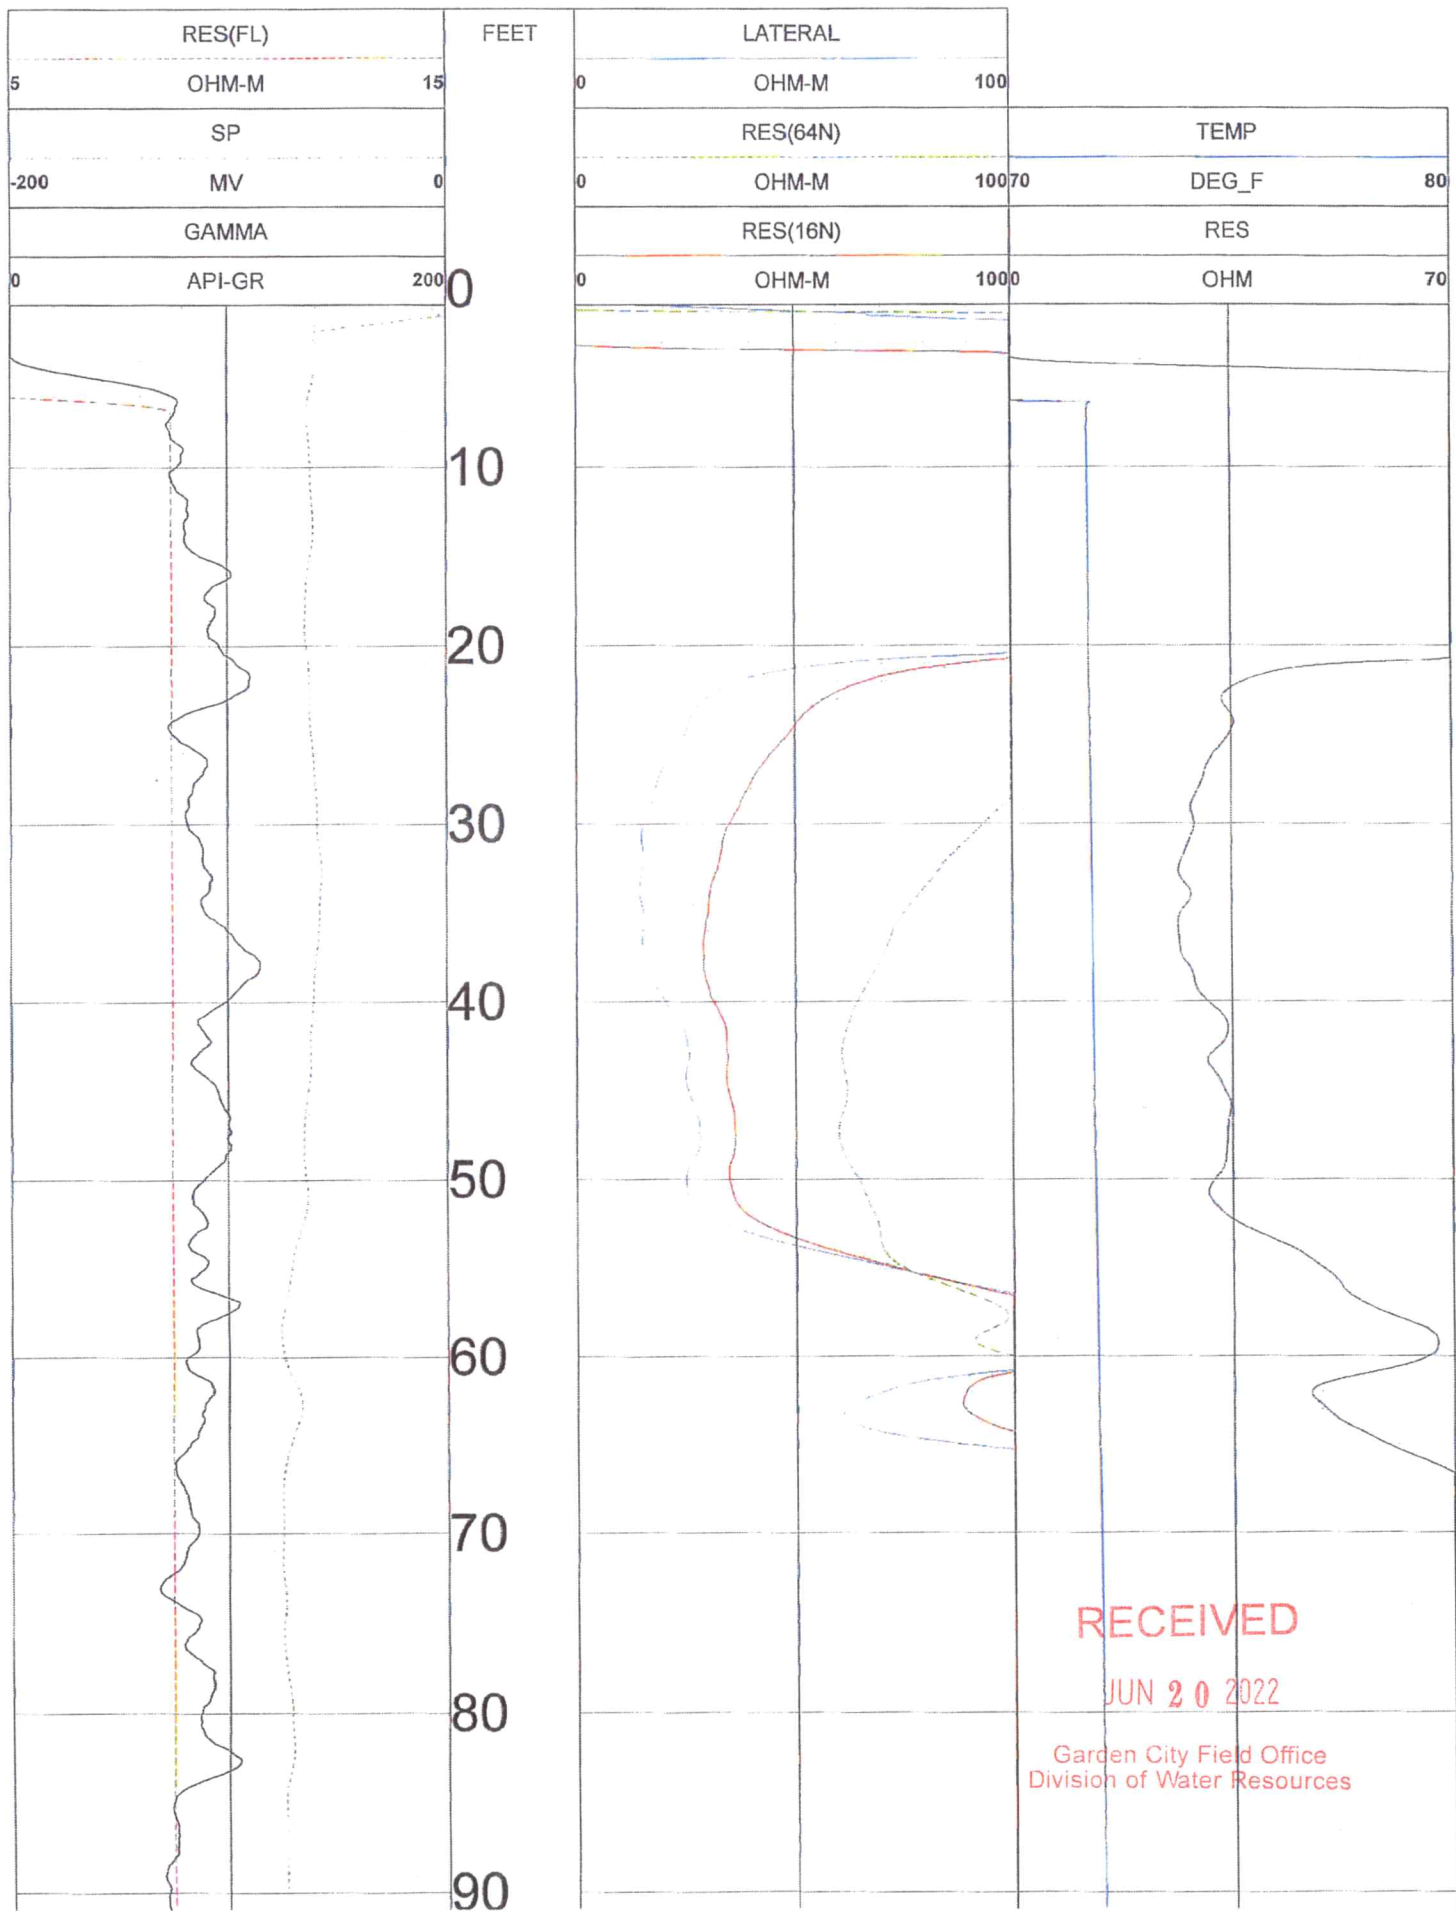 RES(FL) FEET LATERAL
5 OHM-M 15 0 OHM-M 100
SP RES(64N) TEMP
-200 MV 0 0 OHM-M 100 70 DEG_F 80
GAMMA RES(16N) RES
0 API-GR 200 0 OHM-M 100 0 OHM 70
0
10
20
30
40
50
60
70
80
90
RECEIVED
JUN 20 2022
Garden City Field Office
Division of Water Resources